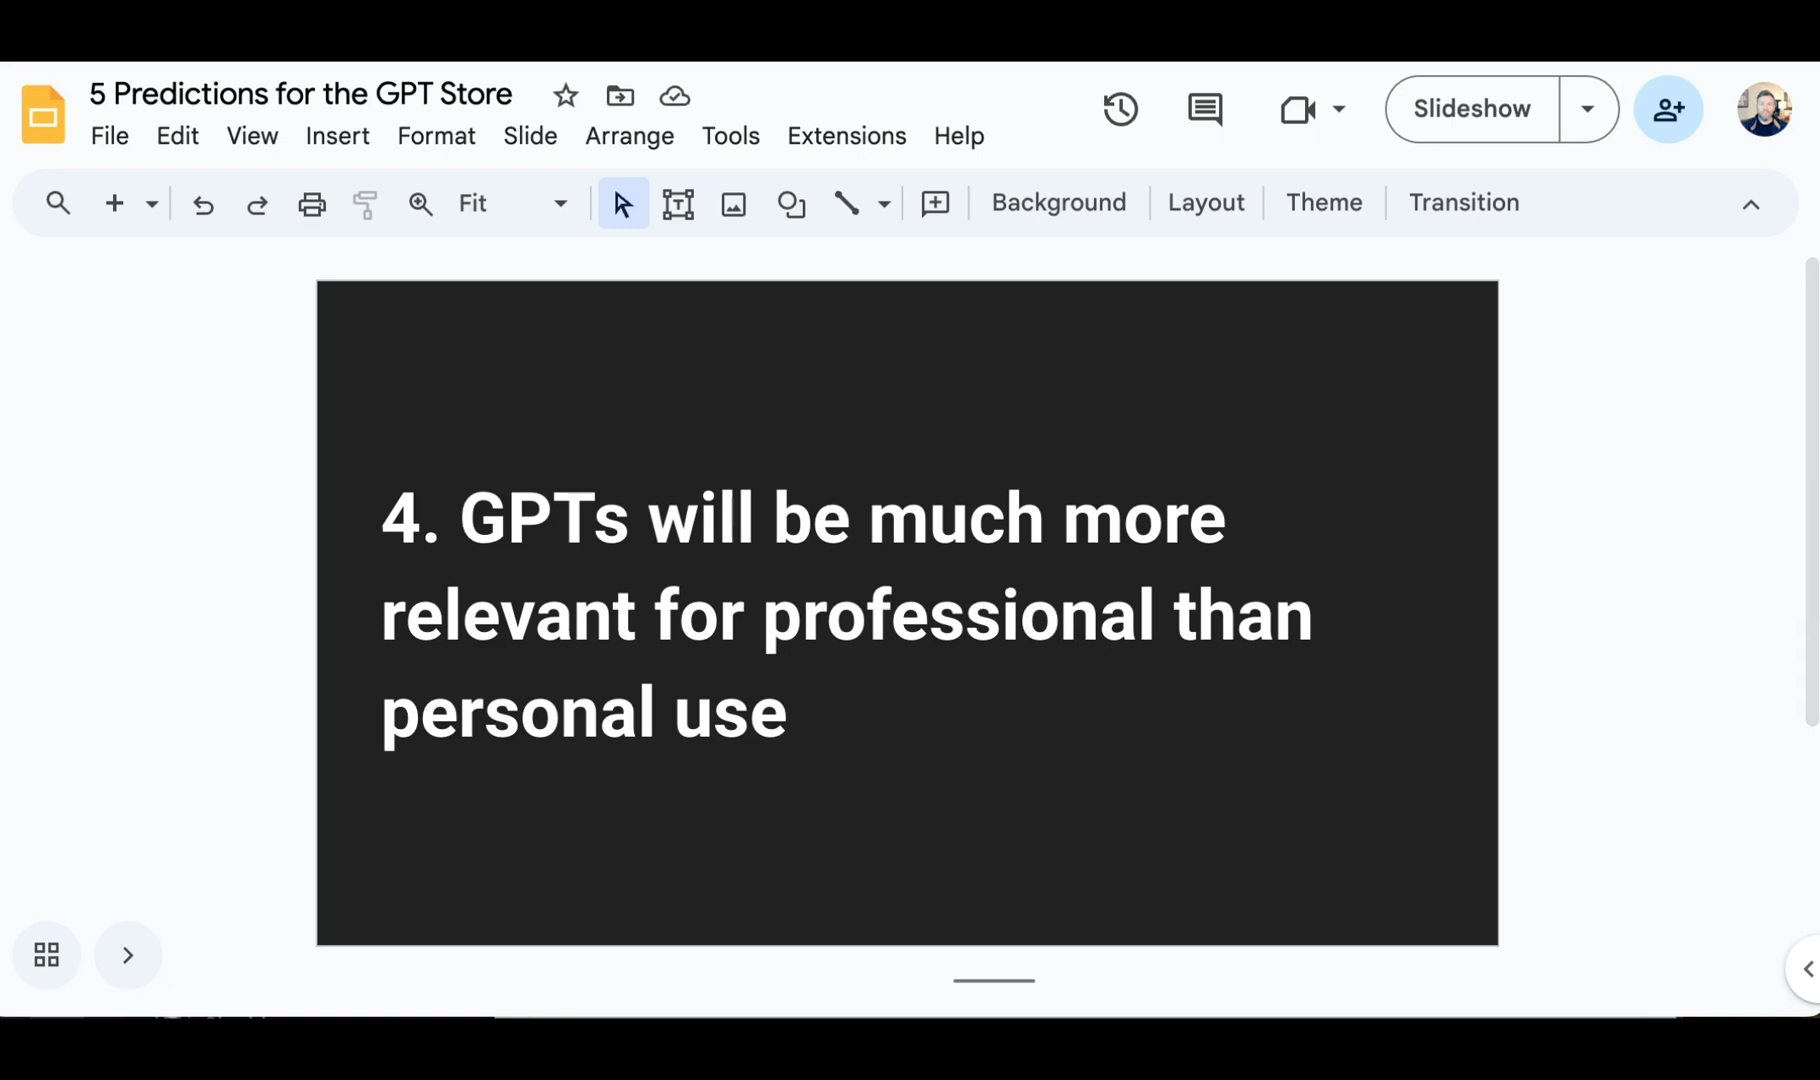 5 Predictions for the GPT Store
File Edit View Insert Format Slide Arrange Tools Extensions Help
Slideshow
Fit
Background Layout Theme Transition
4. GPTs will be much more
relevant for professional than
personal use